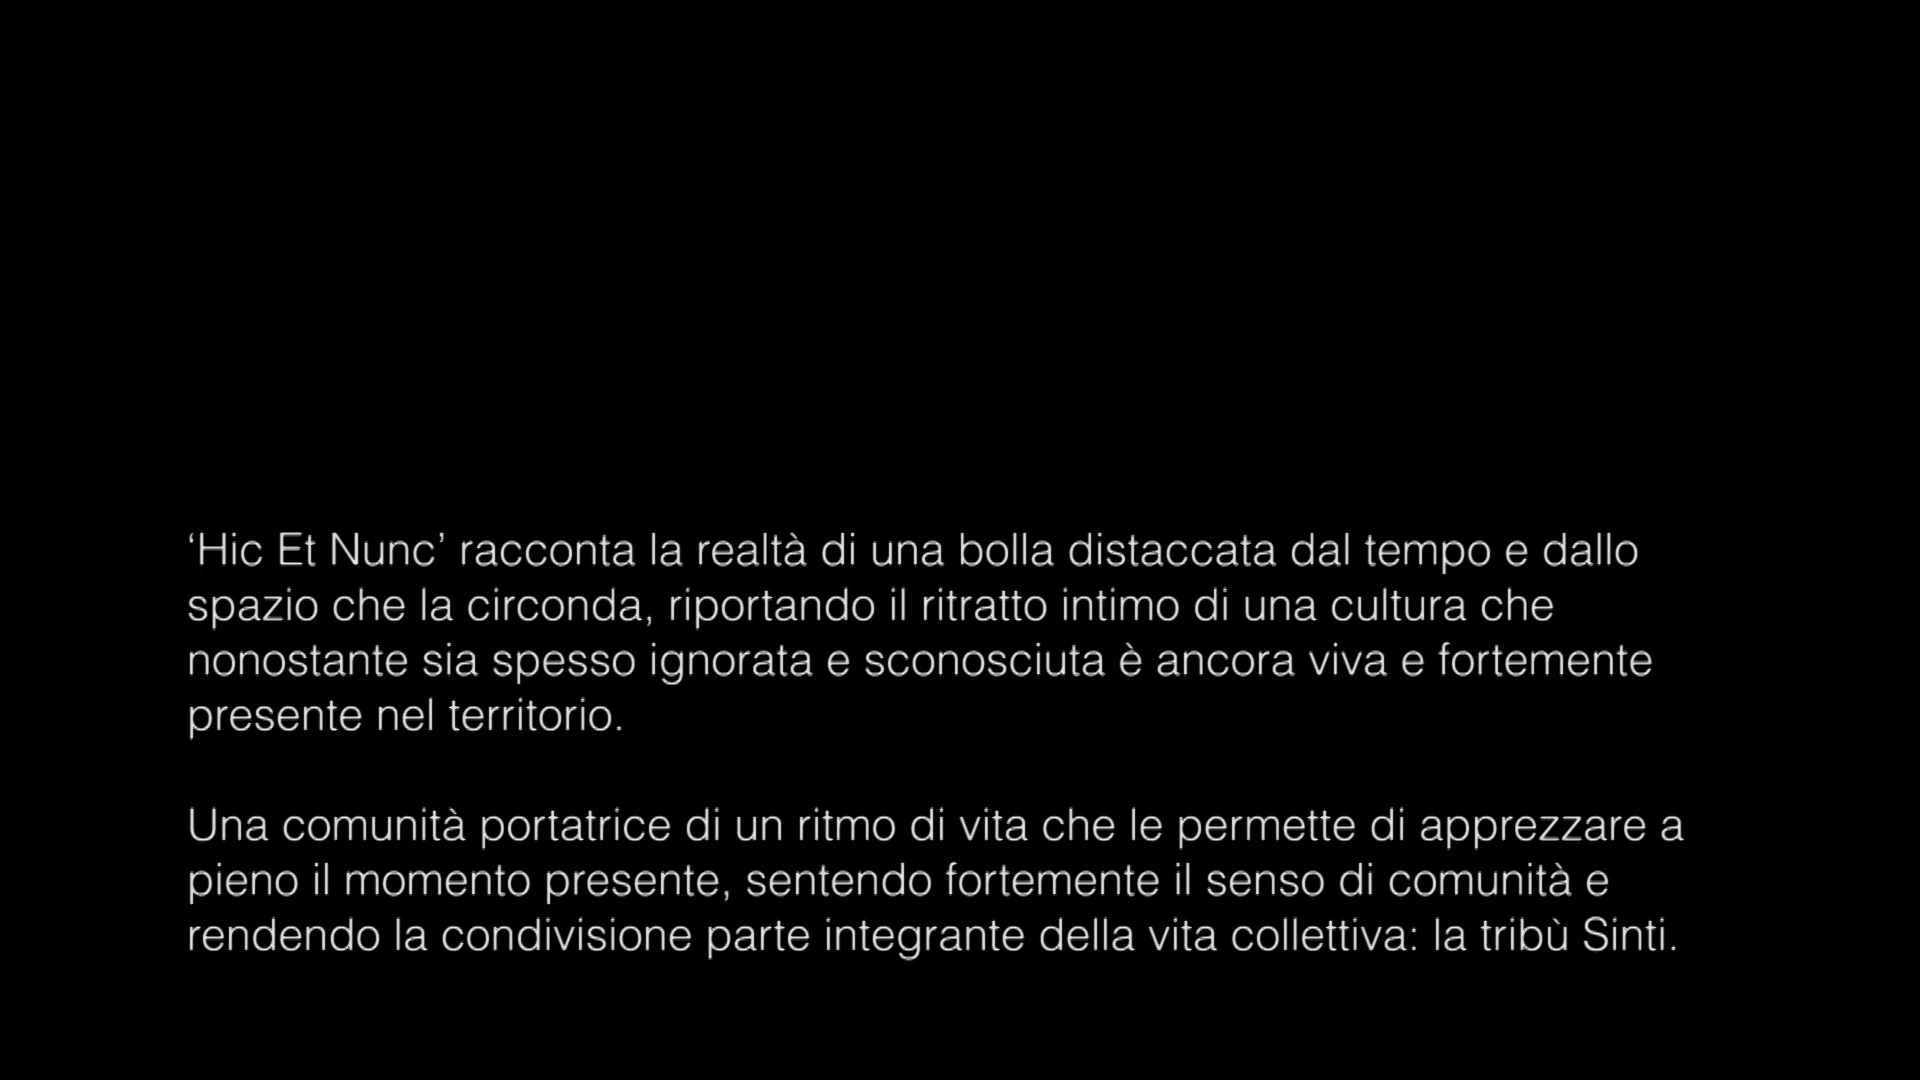 ‘Hic Et Nunc’ racconta la realtà di una bolla distaccata dal tempo e dallo
spazio che la circonda, riportando il ritratto intimo di una cultura che
nonostante sia spesso ignorata e sconosciuta è ancora viva e fortemente
presente nel territorio.
Una comunità portatrice di un ritmo di vita che le permette di apprezzare a
pieno il momento presente, sentendo fortemente il senso di comunità e
rendendo la condivisione parte integrante della vita collettiva: la tribù Sinti.